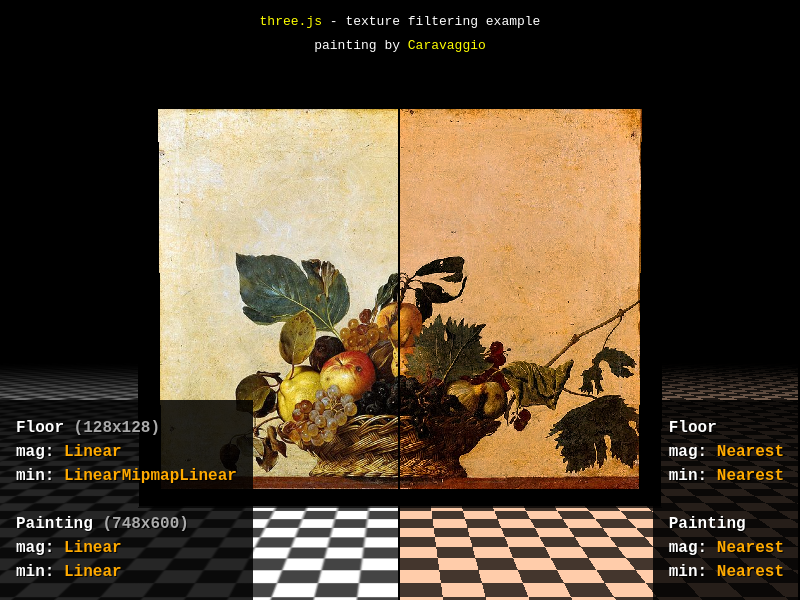 three.js - texture filtering example
painting by Caravaggio
Floor (128x128)
mag: Linear
min: LinearMipmapLinear
Painting (748x600)
mag: Linear
min: Linear
Floor
mag: Nearest
min: Nearest
Painting
mag: Nearest
min: Nearest